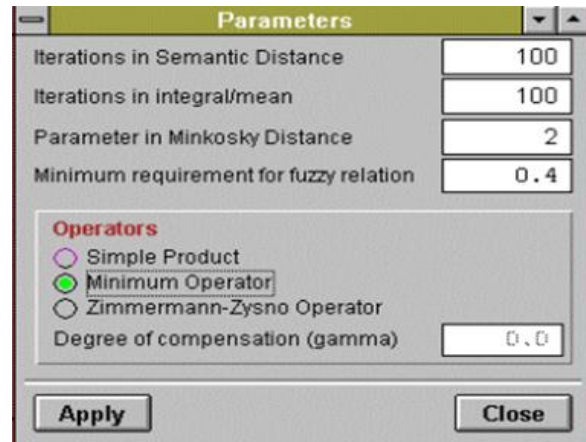 Parameters
Iterations in Semantic Distance 100
Iterations in integral/mean 100
Parameter in Minkosky Distance 2
Minimum requirement for fuzzy relation 0.4
Operators
Simple Product
Minimum Operator
Zimmermann-Zysno Operator
Degree of compensation (gamma) 0.0
Apply Close